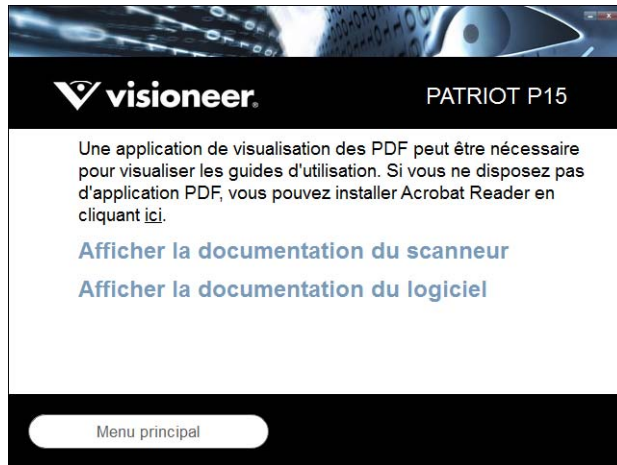 visioneer®
PATRIOT P15
Une application de visualisation des PDF peut être nécessaire
pour visualiser les guides d'utilisation. Si vous ne disposez pas
d'application PDF, vous pouvez installer Acrobat Reader en
cliquant ici.
Afficher la documentation du scanneur
Afficher la documentation du logiciel
Menu principal